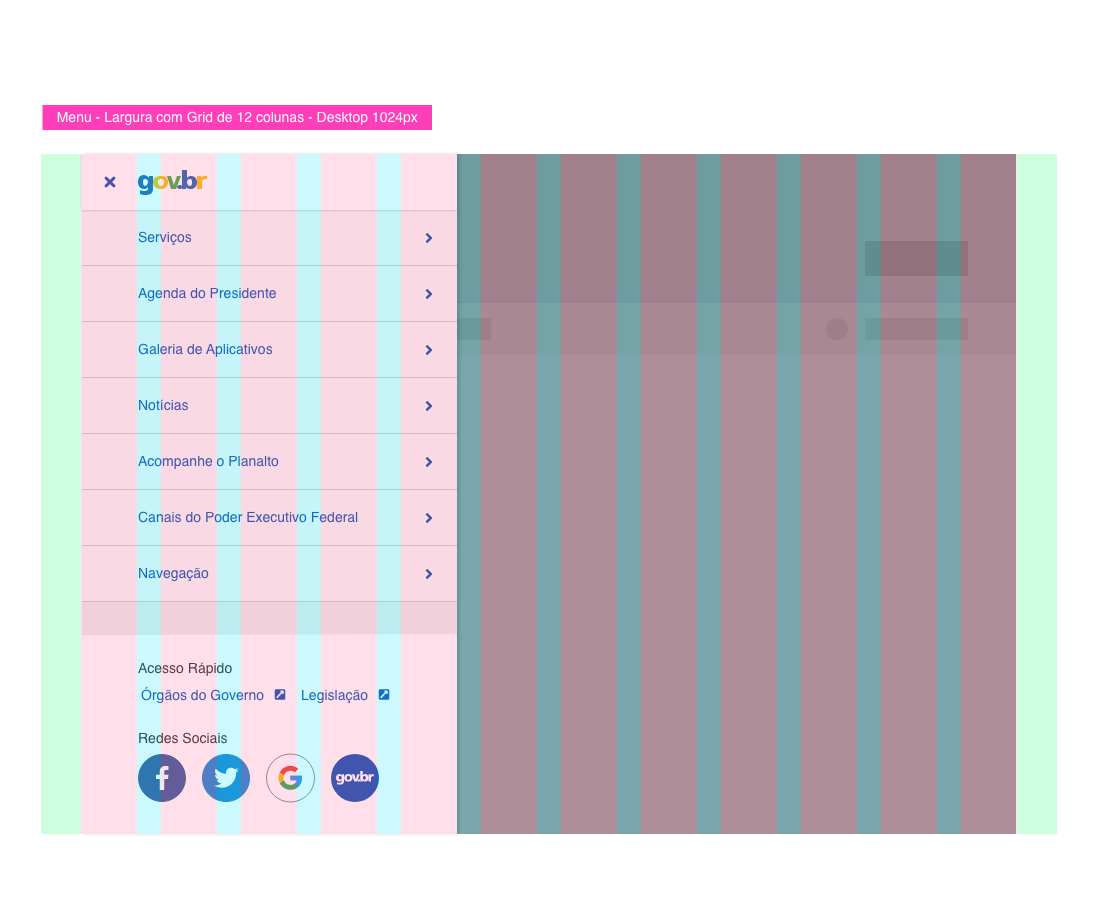 Menu - Largura com Grid de 12 colunas - Desktop 1024px
gov.br
Serviços
Agenda do Presidente
Galeria de Aplicativos
Notícias
Acompanhe o Planalto
Canais do Poder Executivo Federal
Navegação
Acesso Rápido
Órgãos do Governo Legislação
Redes Sociais
gov.br